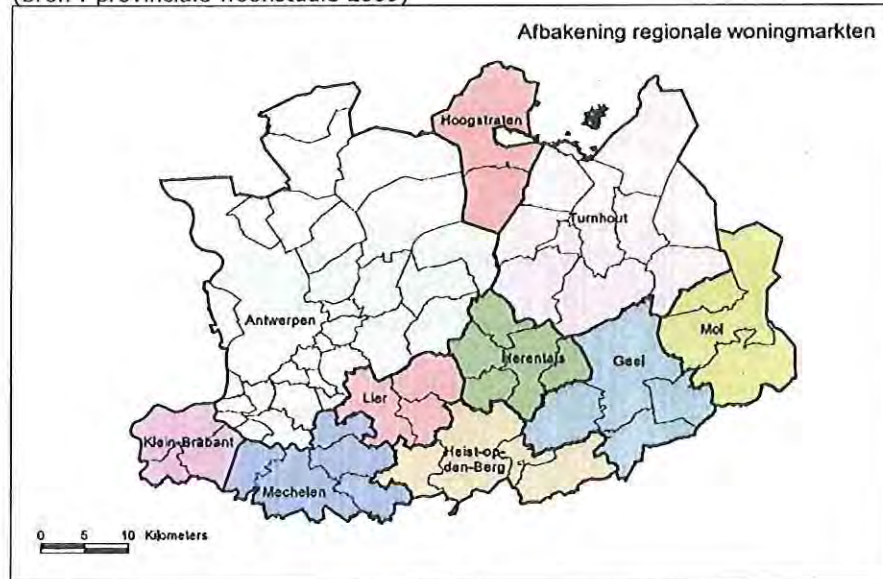 Afbakening regionale woningmarkten
Hoogstraten
Turnhout
Antwerpen
Mol
Herentals
Geel
Lier
Klein-Brabant
Heist-op-
den-Berg
Mechelen
0 5 10 Kilometers